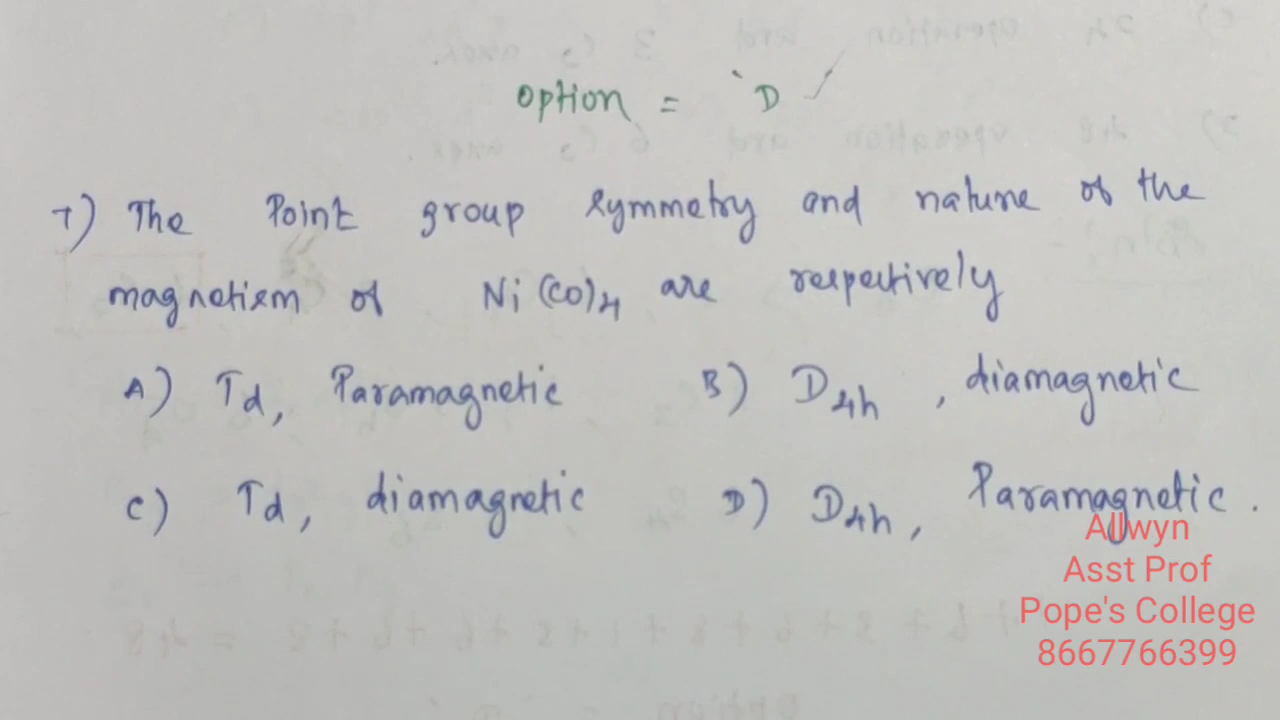 option = D ✓
7) The Point group symmetry and nature of the
magnetism of Ni(CO)4 are respectively
A) Td, Paramagnetic B) D4h, diamagnetic
C) Td, diamagnetic D) D4h, Paramagnetic.
Allwyn
Asst Prof
Pope's College
8667766399